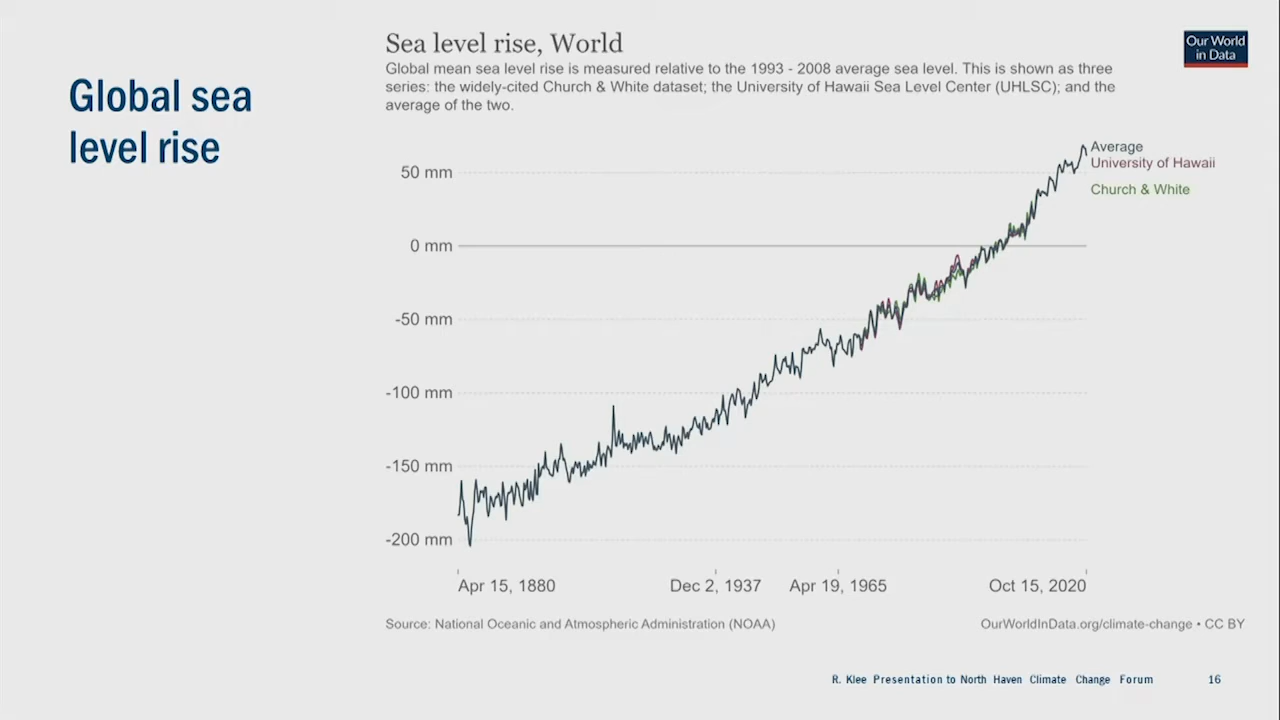 Global sea
level rise
Sea level rise, World
Global mean sea level rise is measured relative to the 1993 - 2008 average sea level. This is shown as three
series: the widely-cited Church & White dataset; the University of Hawaii Sea Level Center (UHLSC); and the
average of the two.
Our World
in Data
Average
University of Hawaii
Church & White
50 mm
0 mm
-50 mm
-100 mm
-150 mm
-200 mm
Apr 15, 1880
Dec 2, 1937
Apr 19, 1965
Oct 15, 2020
Source: National Oceanic and Atmospheric Administration (NOAA)
OurWorldInData.org/climate-change • CC BY
R. Klee Presentation to North Haven Climate Change Forum
16